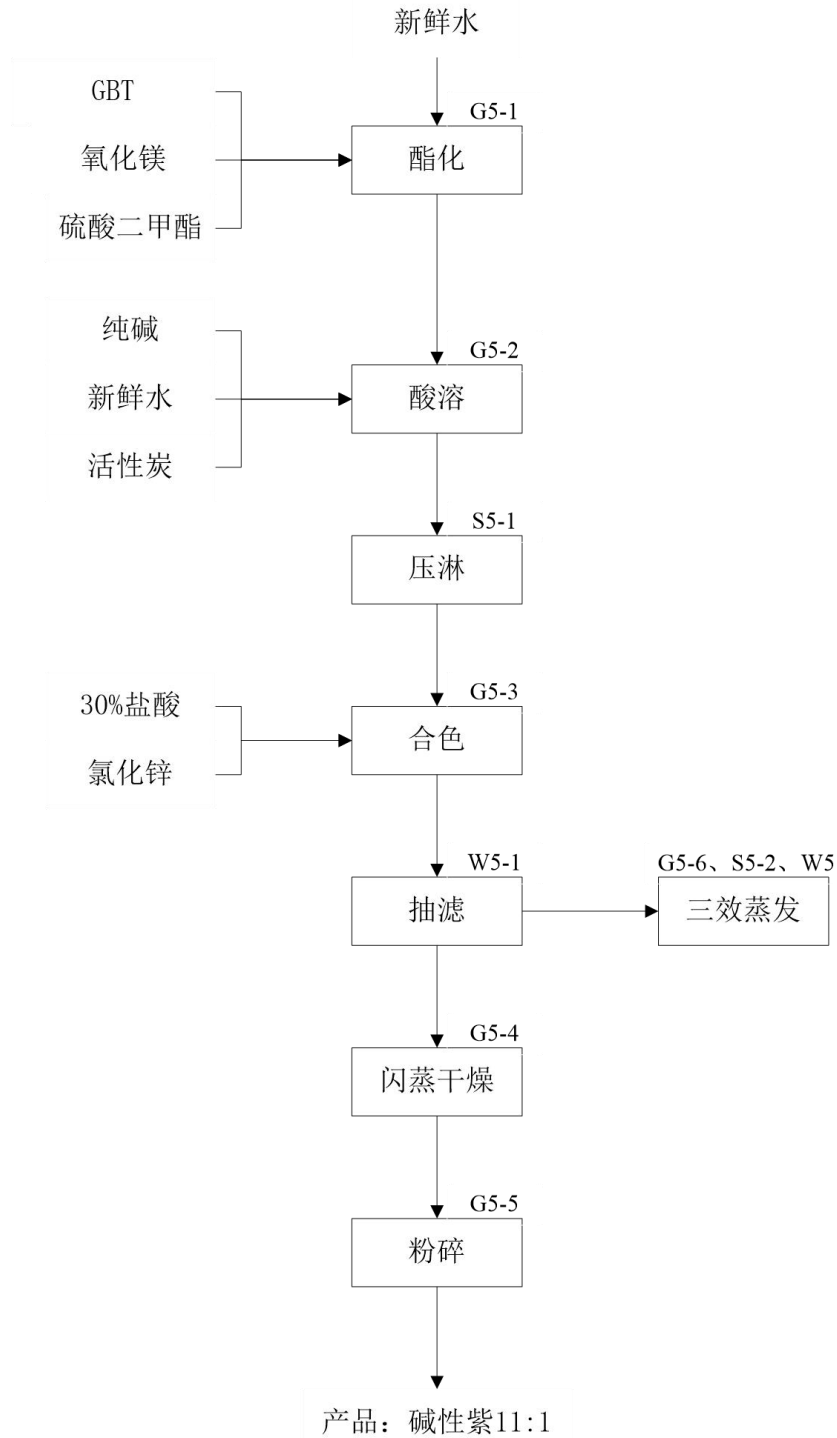 新鲜水
GBT
氧化镁
硫酸二甲酯
G5-1
酯化
纯碱
新鲜水
活性炭
G5-2
酸溶
S5-1
压淋
30%盐酸
氯化锌
G5-3
合色
W5-1
抽滤
G5-6、S5-2、W5
三效蒸发
G5-4
闪蒸干燥
G5-5
粉碎
产品：碱性紫11:1